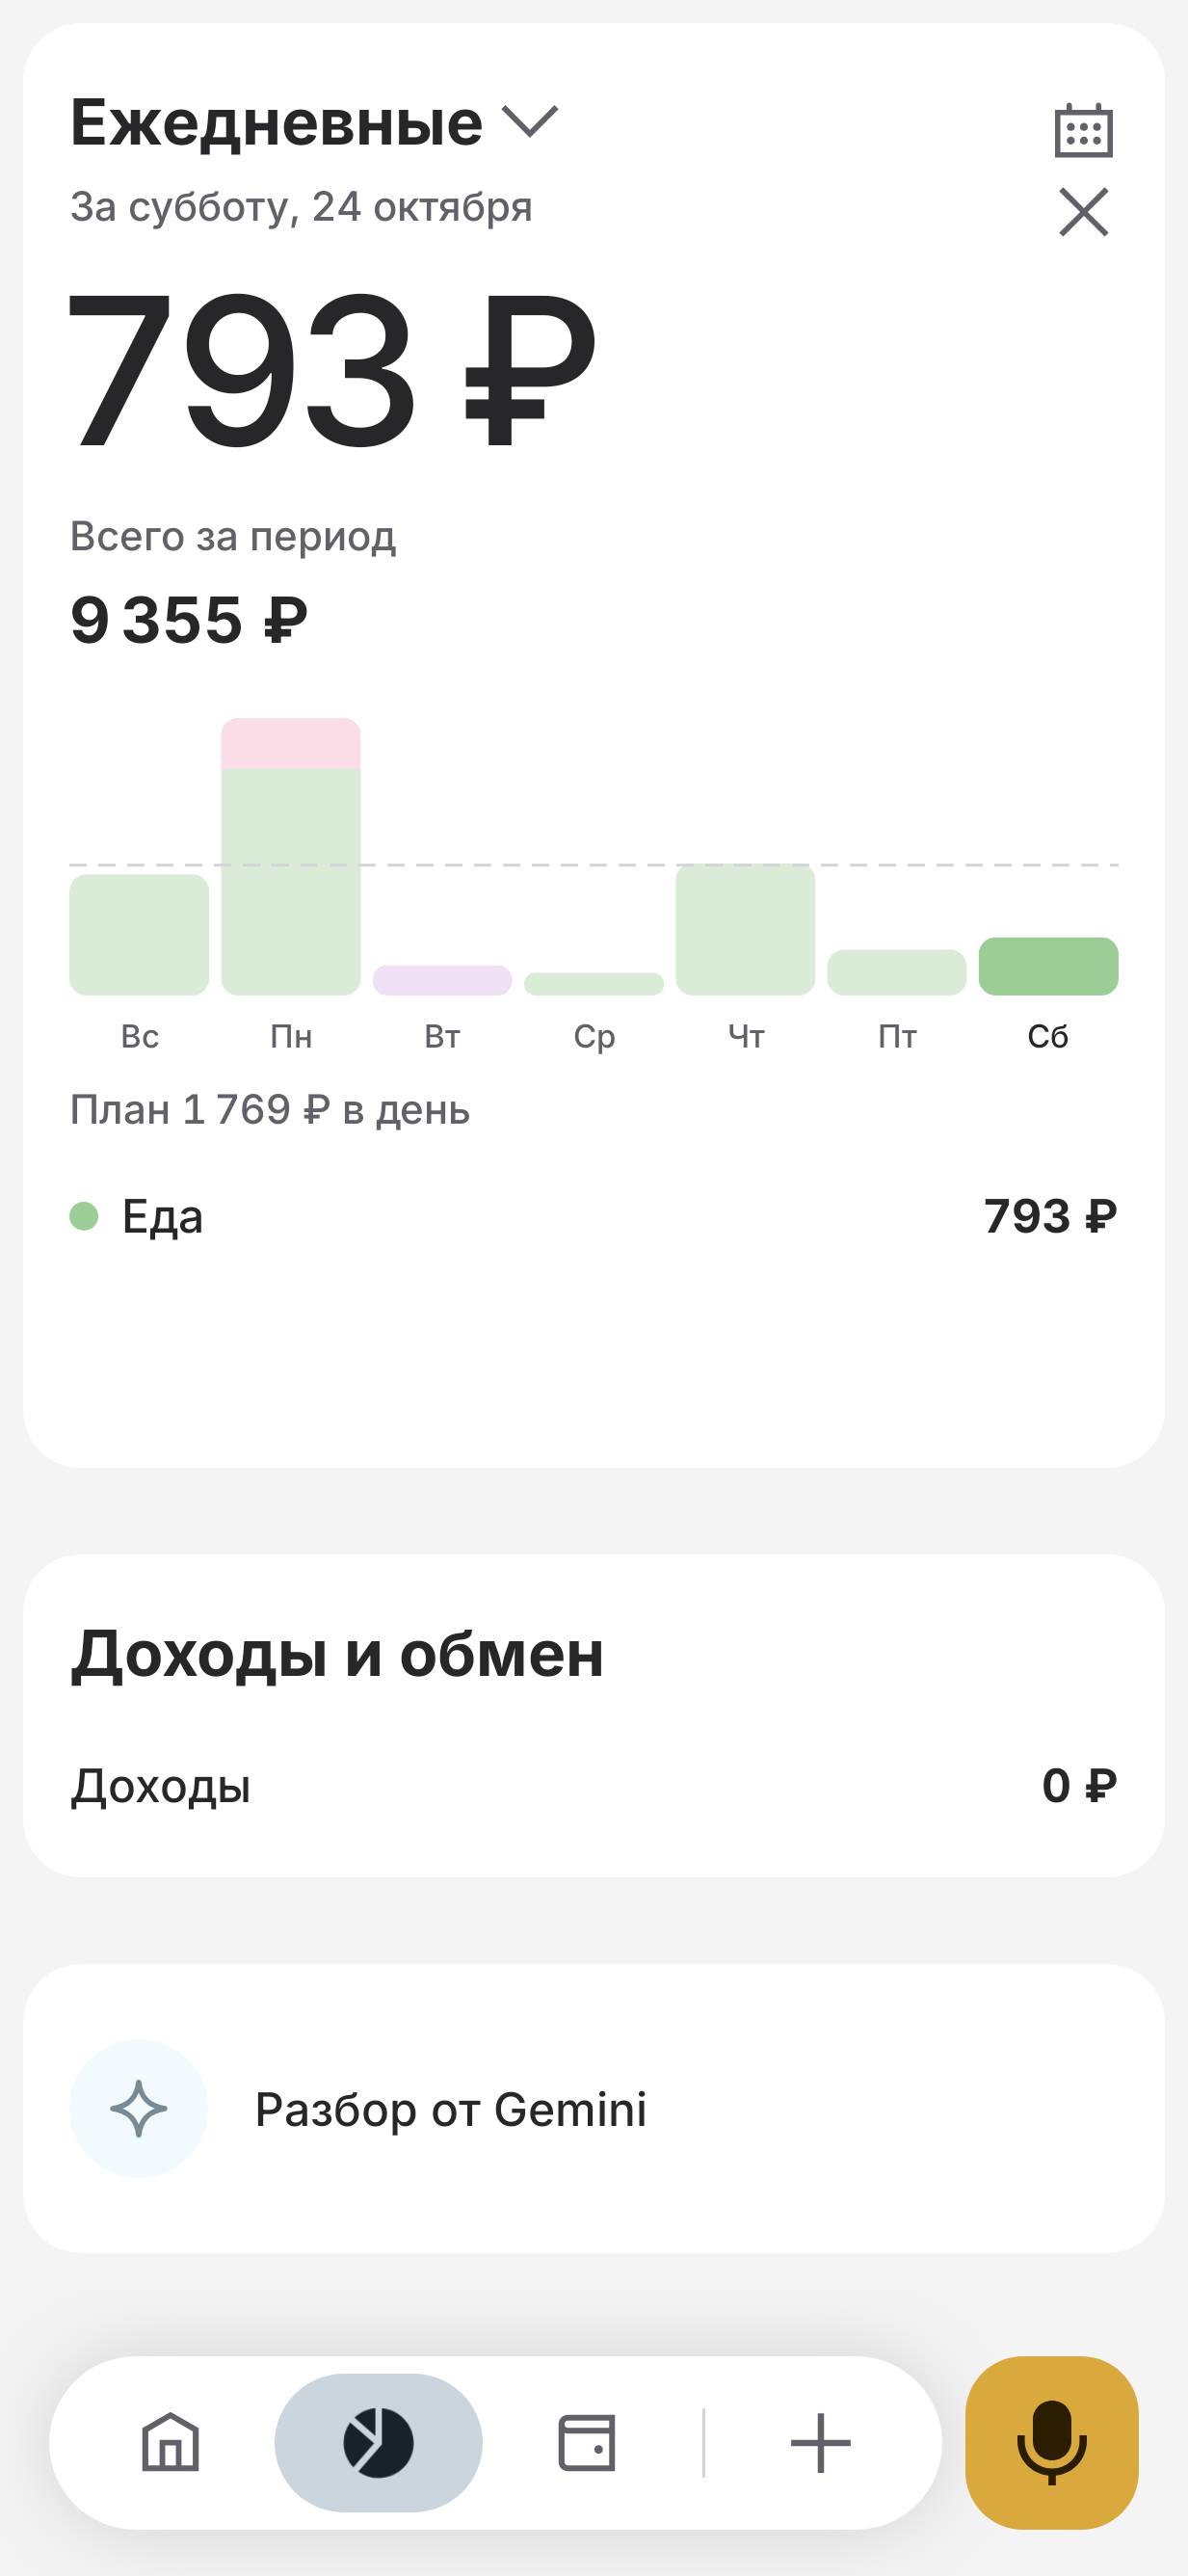 Ежедневные
За субботу, 24 октября
793 ₽
Всего за период
9 355 ₽
Вс Пн Вт Ср Чт Пт Сб
План 1 769 ₽ в день
Еда 793 ₽
Доходы и обмен
Доходы 0 ₽
Разбор от Gemini